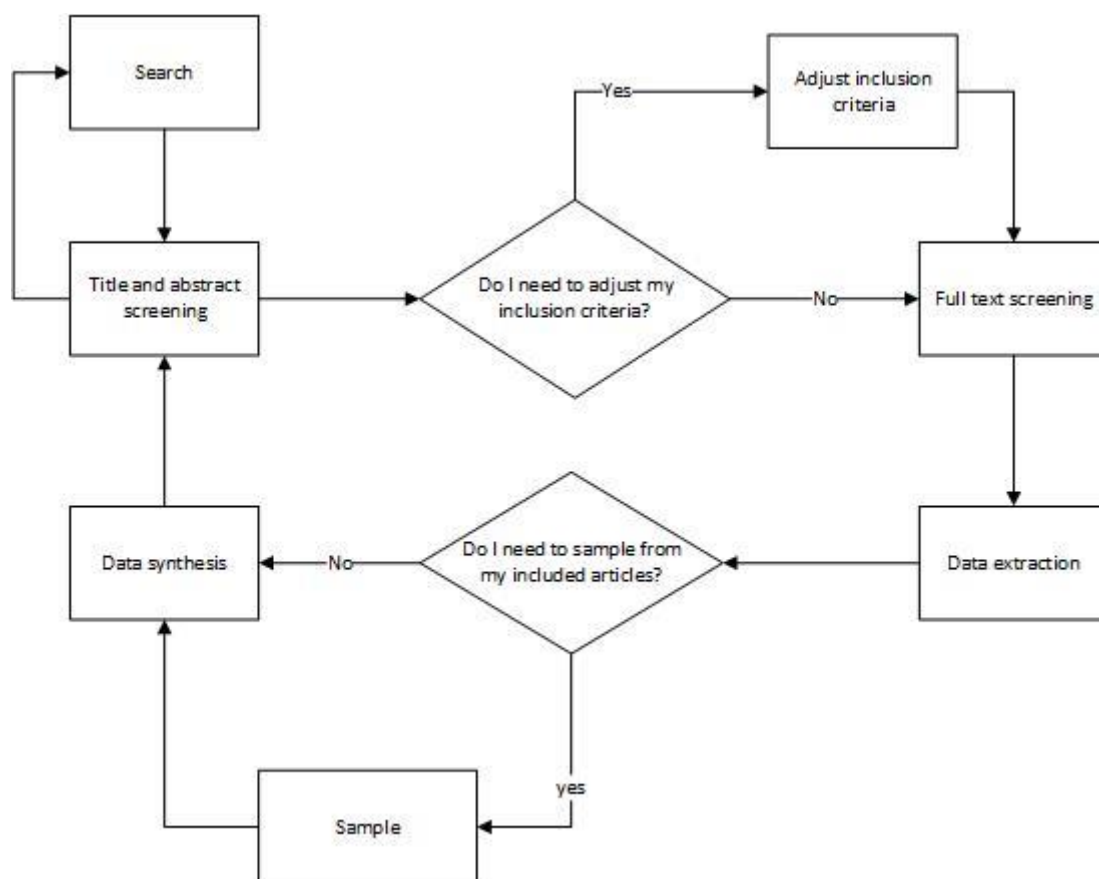 Search
Yes
Adjust inclusion
criteria
Title and abstract
screening
Do I need to adjust my
inclusion criteria?
No
Full text screening
Data synthesis
No
Do I need to sample from
my included articles?
Data extraction
yes
Sample